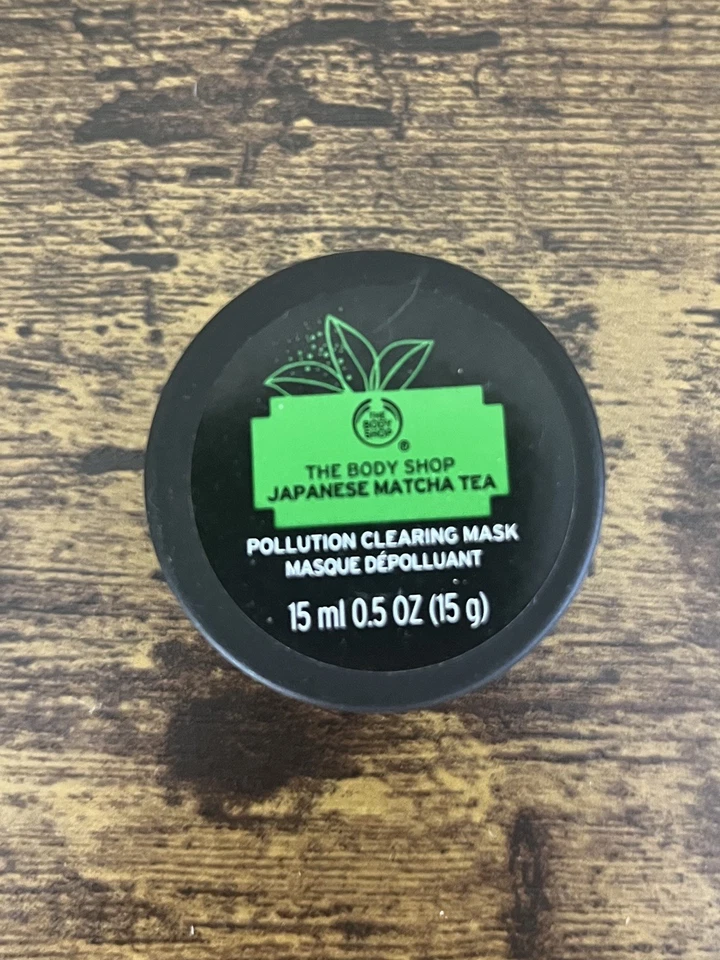 THE
BODY
SHOP
®
THE BODY SHOP
JAPANESE MATCHA TEA
POLLUTION CLEARING MASK
MASQUE DÉPOLLUANT
15 ml 0.5 OZ (15 g)